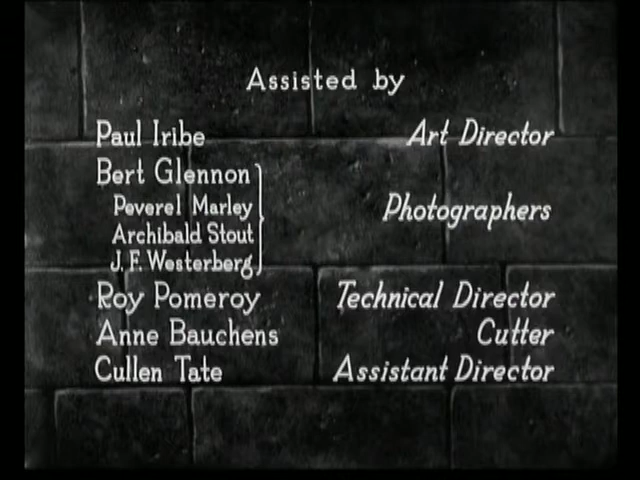 Assisted by
Paul Iribe Art Director
Bert Glennon
Peverel Marley Photographers
Archibald Stout
J. F. Westerberg
Roy Pomeroy Technical Director
Anne Bauchens Cutter
Cullen Tate Assistant Director